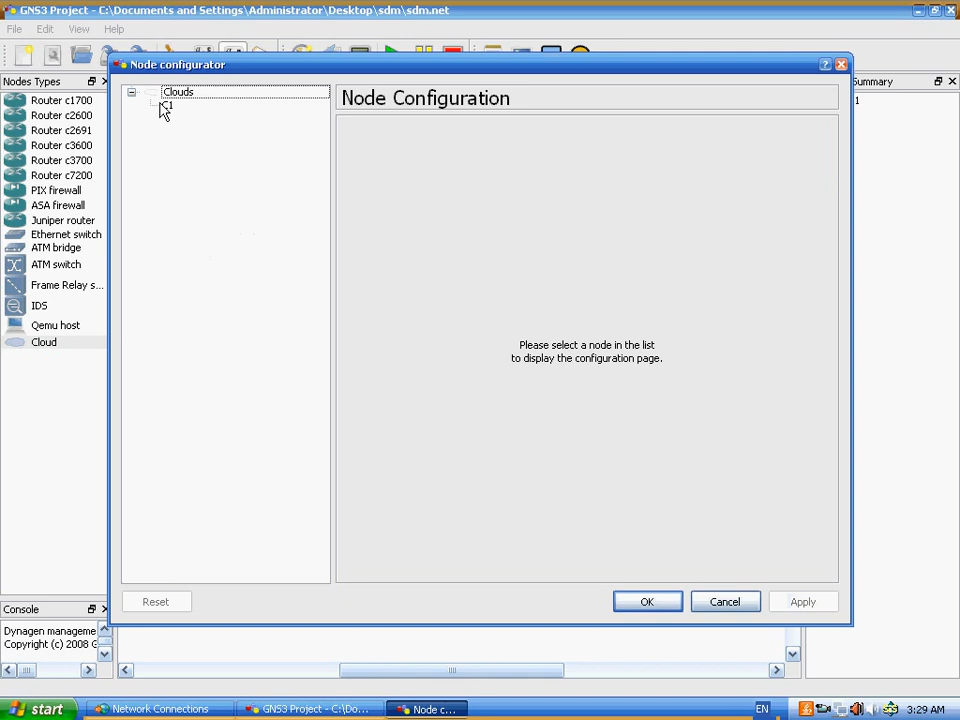 GNS3 Project - C:\Documents and Settings\Administrator\Desktop\sdm\sdm.net
File Edit View Help
Node configurator
Nodes Types
Summary
Router c1700
Router c2600
Router c2691
Router c3600
Router c3700
Router c7200
PIX firewall
ASA firewall
Juniper router
Ethernet switch
ATM bridge
ATM switch
Frame Relay s...
IDS
Qemu host
Cloud
Clouds
C1
Node Configuration
Please select a node in the list
to display the configuration page.
1
Reset
OK
Cancel
Apply
Console
Dynagen manageme
Copyright (c) 2008 G
start
Network Connections
GNS3 Project - C:\Do...
Node c...
EN
3:29 AM